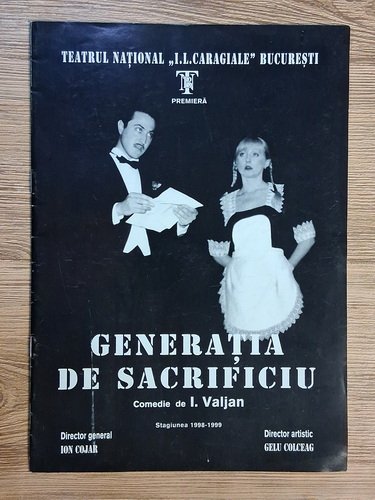 TEATRUL NAȚIONAL „I.L.CARAGIALE” BUCUREȘTI
PREMIERĂ
GENERAȚIA
DE SACRIFICIU
Comedie de I. Valjan
Stagiunea 1998-1999
Director general
ION COJAR
Director artistic
GELU COLCEAG